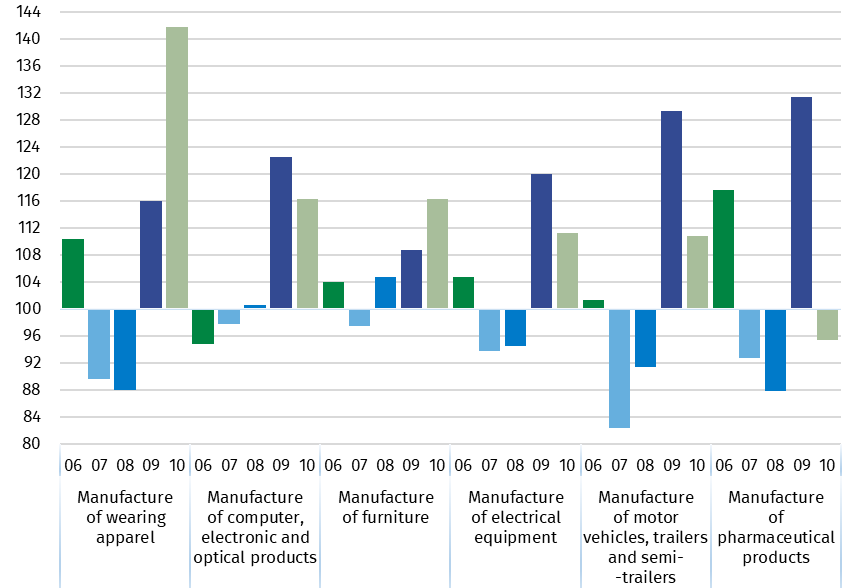 144
140
136
132
128
124
120
116
112
108
104
100
96
92
88
84
80
06 07 08 09 10 06 07 08 09 10 06 07 08 09 10 06 07 08 09 10 06 07 08 09 10 06 07 08 09 10
Manufacture
of wearing
apparel
Manufacture
of computer,
electronic and
optical products
Manufacture
of furniture
Manufacture
of electrical
equipment
Manufacture
of motor
vehicles, trailers
and semi-
-trailers
Manufacture
of
pharmaceutical
products